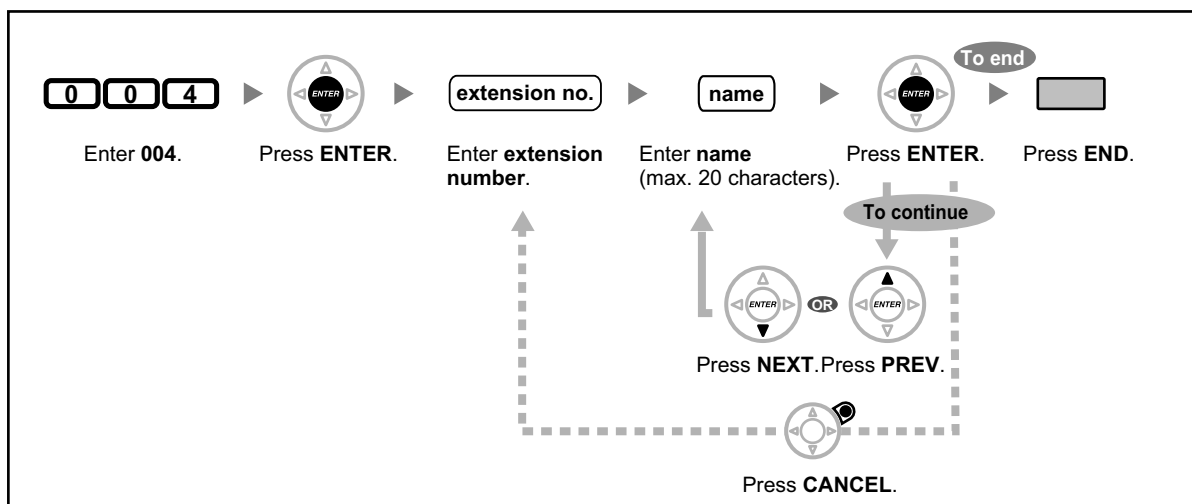 To end
0 0 4
ENTER
extension no.
name
ENTER
Enter 004.
Press ENTER.
Enter extension
number.
Enter name
(max. 20 characters).
Press ENTER.
Press END.
To continue
ENTER
OR
ENTER
Press NEXT.
Press PREV.
Press CANCEL.